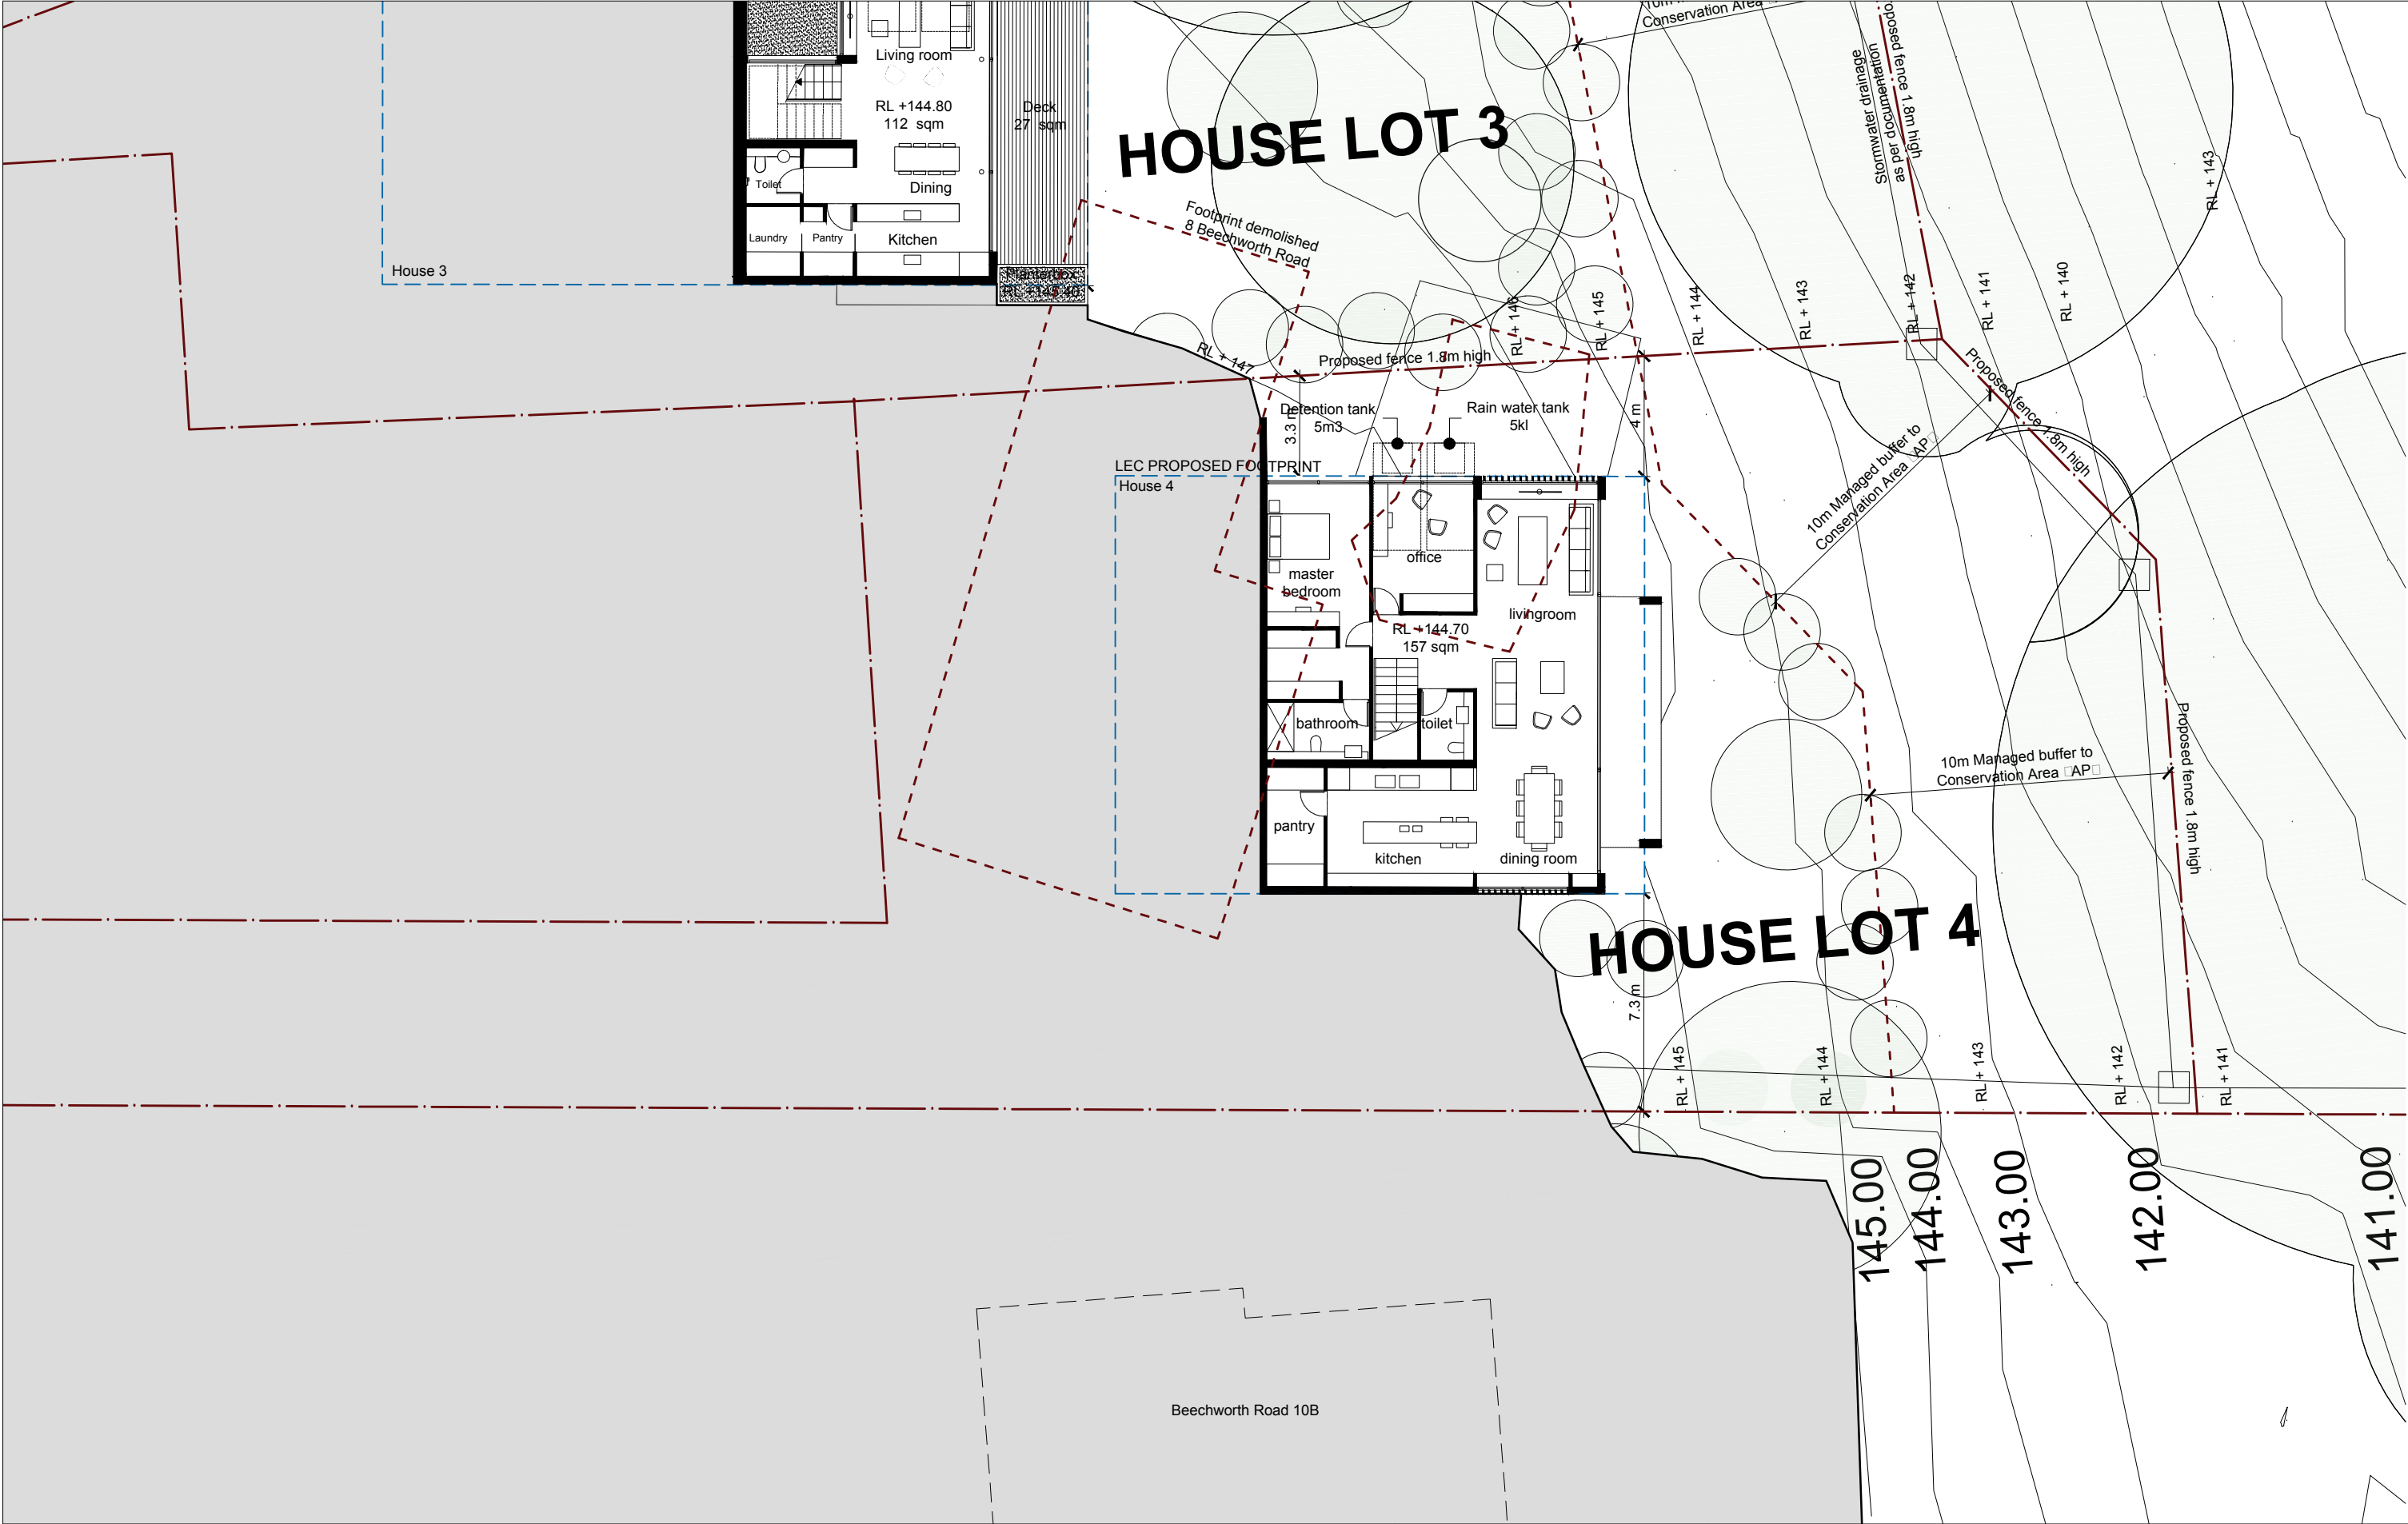 10m
Conservation Area
Living room
RL +144.80
112 sqm
Deck
27 sqm
HOUSE LOT 3
Stormwater drainage
as per documentation
Proposed fence 1.8m high
RL + 143
Toilet
Dining
Laundry
Pantry
Kitchen
House 3
Planterbox
RL +145.40
Footprint demolished
8 Beechworth Road
RL + 147
Proposed fence 1.8m high
RL + 146
RL + 145
RL + 144
RL + 143
RL + 142
RL + 141
RL + 140
Proposed fence 1.8m high
Detention tank
5m3
3.3 m
Rain water tank
5kl
4 m
10m Managed buffer to
Conservation Area □AP□
LEC PROPOSED FOOTPRINT
House 4
master
bedroom
office
livingroom
RL +144.70
157 sqm
bathroom
toilet
pantry
kitchen
dining room
10m Managed buffer to
Conservation Area □AP□
Proposed fence 1.8m high
HOUSE LOT 4
7.3 m
RL + 145
RL + 144
RL + 143
RL + 142
RL + 141
145.00
144.00
143.00
142.00
141.00
Beechworth Road 10B